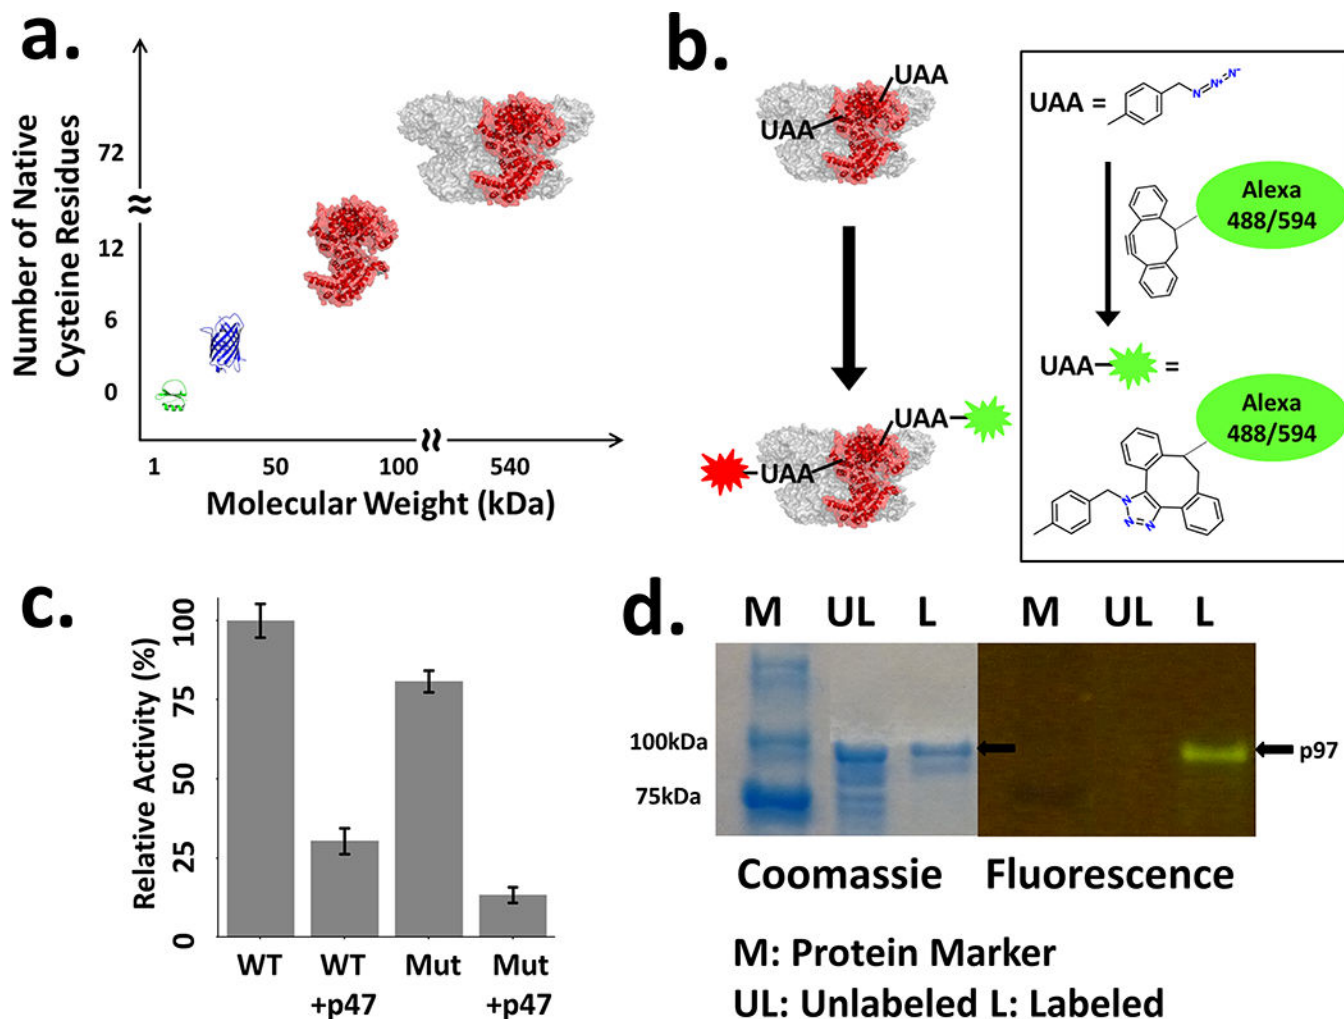 a.
Number of Native
Cysteine Residues
72
12
6
0
1 50 100 540
Molecular Weight (kDa)
b.
UAA
UAA
UAA
UAA
UAA =
N N⁺ N⁻
Alexa
488/594
UAA =
Alexa
488/594
N
N N
c.
Relative Activity (%)
100
75
50
25
0
WT WT Mut Mut
+p47 +p47
d.
M UL L M UL L
100kDa
75kDa
p97
Coomassie Fluorescence
M: Protein Marker
UL: Unlabeled L: Labeled